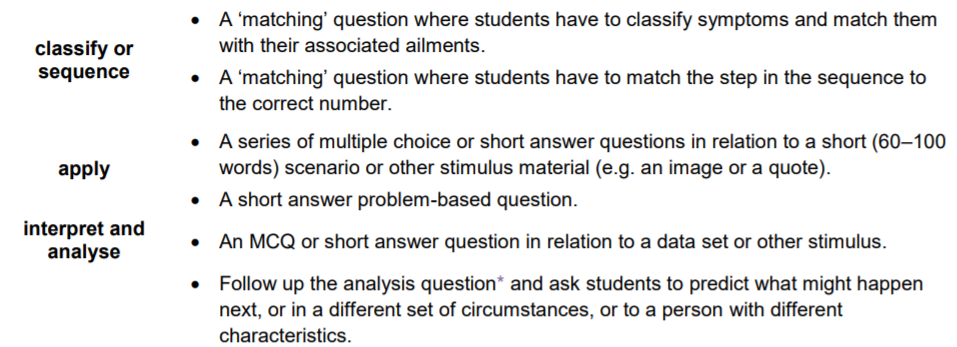 classify or
sequence
• A ‘matching’ question where students have to classify symptoms and match them
with their associated ailments.
• A ‘matching’ question where students have to match the step in the sequence to
the correct number.
apply
• A series of multiple choice or short answer questions in relation to a short (60–100
words) scenario or other stimulus material (e.g. an image or a quote).
• A short answer problem-based question.
interpret and
analyse
• An MCQ or short answer question in relation to a data set or other stimulus.
• Follow up the analysis question* and ask students to predict what might happen
next, or in a different set of circumstances, or to a person with different
characteristics.